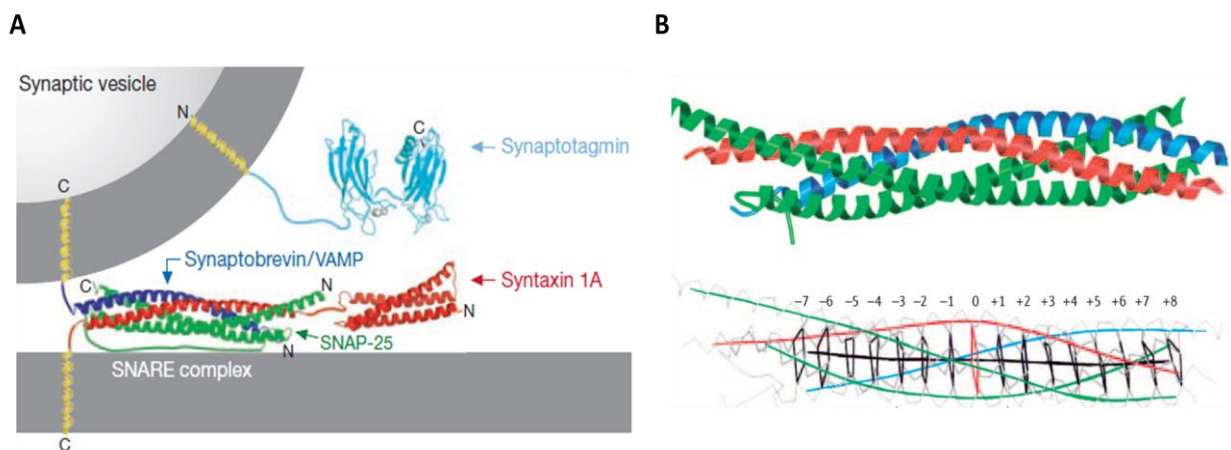 A
B
Synaptic vesicle
N
C
Synaptotagmin
C
Synaptobrevin/VAMP
Syntaxin 1A
C
N
N
SNAP-25
N
SNARE complex
C
−7 −6 −5 −4 −3 −2 −1 0 +1 +2 +3 +4 +5 +6 +7 +8